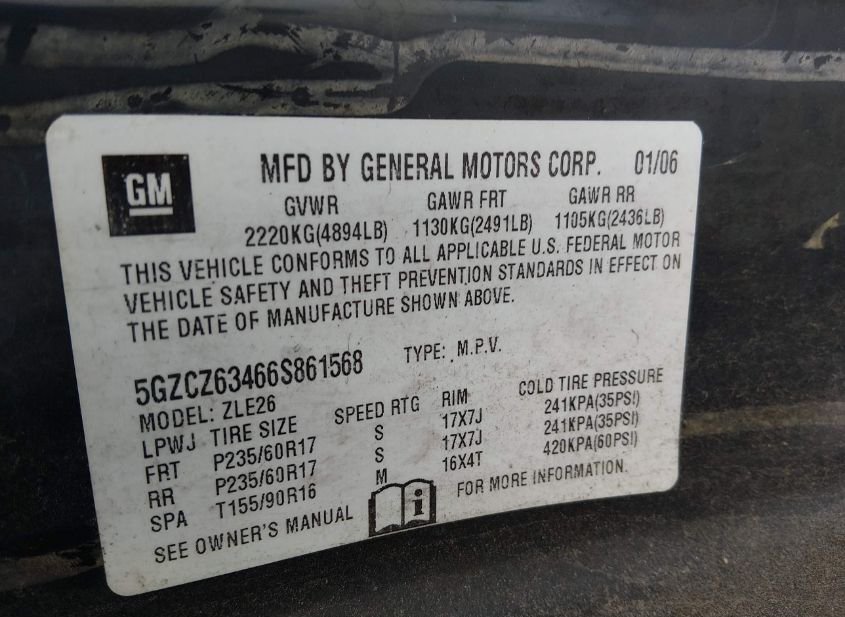 GM
MFD BY GENERAL MOTORS CORP. 01/06
GVWR GAWR FRT GAWR RR
2220KG(4894LB) 1130KG(2491LB) 1105KG(2436LB)
THIS VEHICLE CONFORMS TO ALL APPLICABLE U.S. FEDERAL MOTOR
VEHICLE SAFETY AND THEFT PREVENTION STANDARDS IN EFFECT ON
THE DATE OF MANUFACTURE SHOWN ABOVE.
5GZCZ63466S861568 TYPE: M.P.V.
MODEL: ZLE26
LPWJ TIRE SIZE SPEED RTG RIM COLD TIRE PRESSURE
FRT P235/60R17 S 17X7J 241KPA(35PSI)
RR P235/60R17 S 17X7J 241KPA(35PSI)
SPA T155/90R16 M 16X4T 420KPA(60PSI)
SEE OWNER'S MANUAL i FOR MORE INFORMATION.